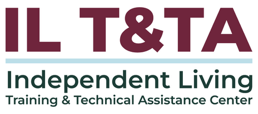 IL T&TA
Independent Living
Training & Technical Assistance Center